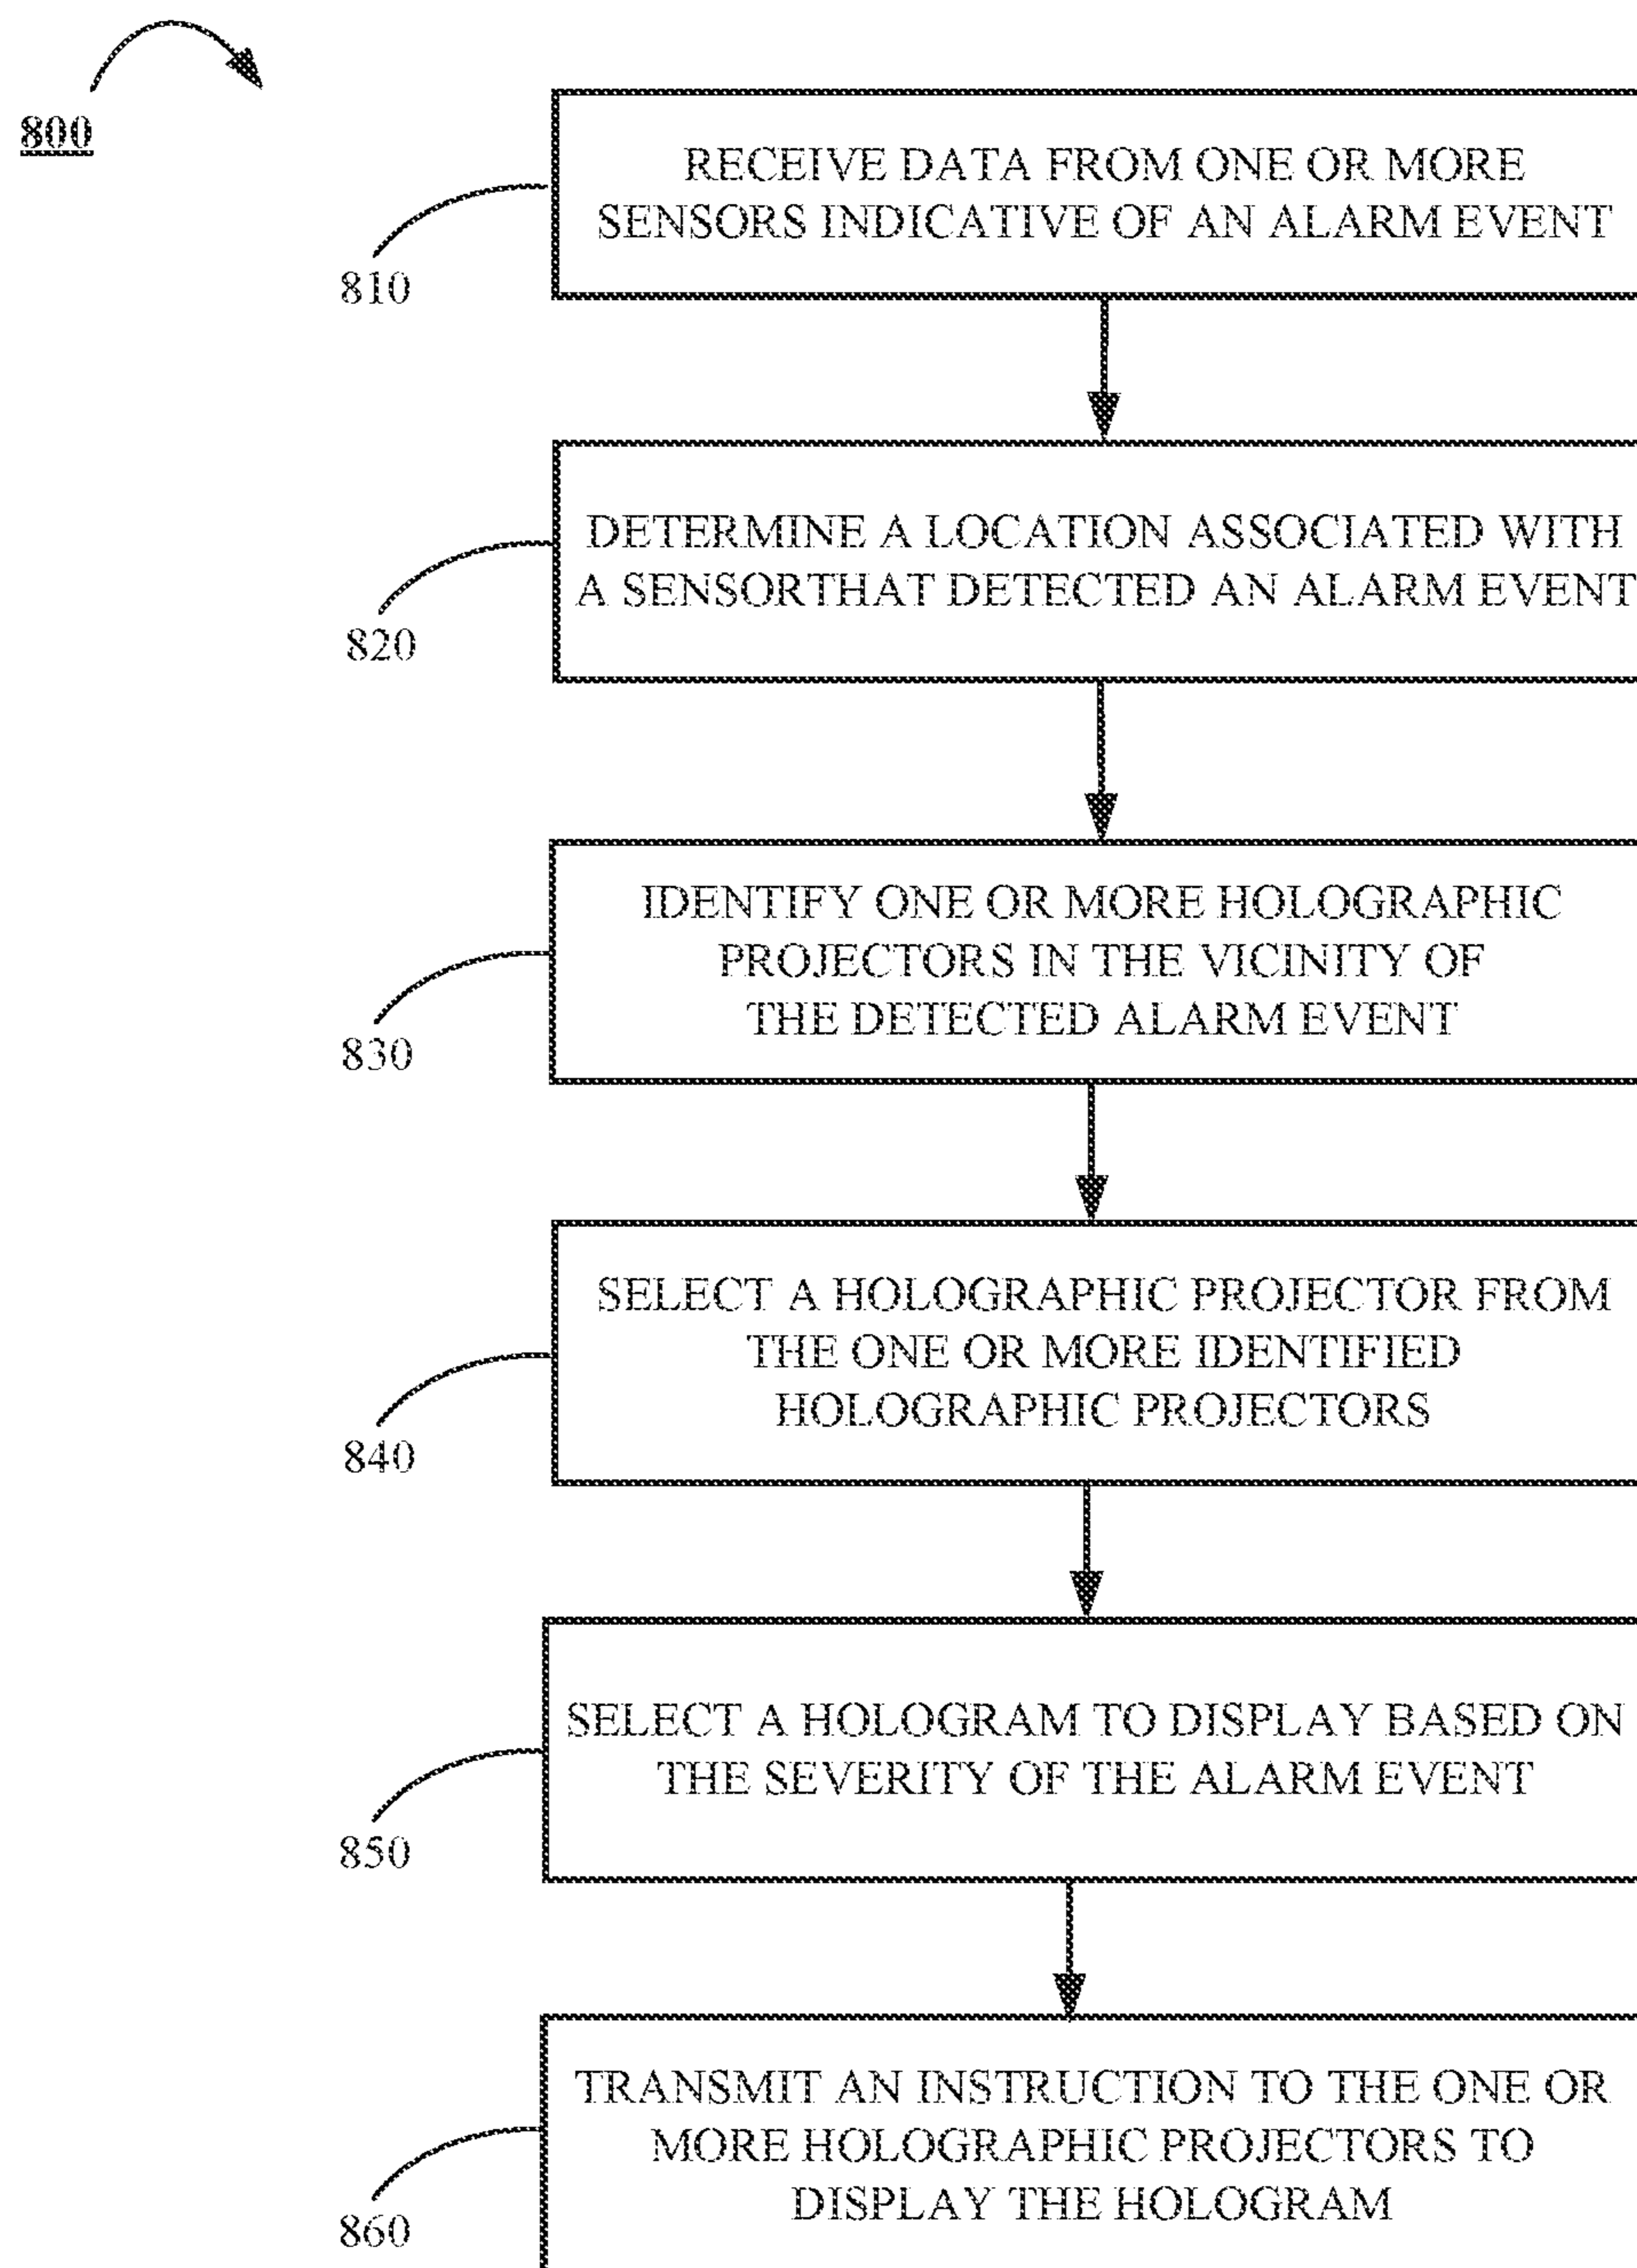 800
RECEIVE DATA FROM ONE OR MORE
SENSORS INDICATIVE OF AN ALARM EVENT
810
DETERMINE A LOCATION ASSOCIATED WITH
A SENSORTHAT DETECTED AN ALARM EVENT
820
IDENTIFY ONE OR MORE HOLOGRAPHIC
PROJECTORS IN THE VICINITY OF
THE DETECTED ALARM EVENT
830
SELECT A HOLOGRAPHIC PROJECTOR FROM
THE ONE OR MORE IDENTIFIED
HOLOGRAPHIC PROJECTORS
840
SELECT A HOLOGRAM TO DISPLAY BASED ON
THE SEVERITY OF THE ALARM EVENT
850
TRANSMIT AN INSTRUCTION TO THE ONE OR
MORE HOLOGRAPHIC PROJECTORS TO
DISPLAY THE HOLOGRAM
860